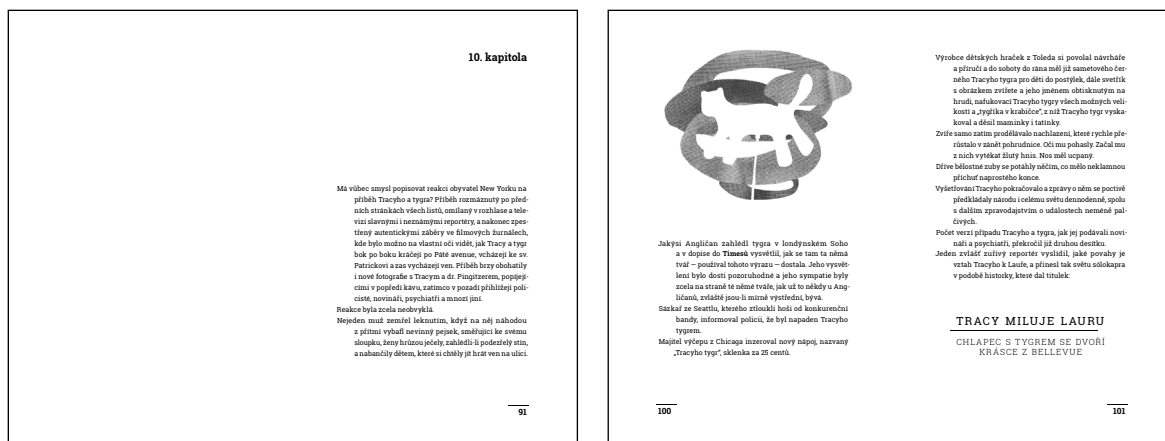 10. kapitola
Má vůbec smysl popisovat reakci obyvatel New Yorku na
příběh Tracyho a tygra? Příběh rozmáznutý po před-
ních stránkách všech listů, omílaný v rozhlase a tele-
vizi slavnými i neznámými reportéry, a nakonec zpes-
třený autentickými záběry ve filmových žurnálech,
kde bylo možno na vlastní oči vidět, jak Tracy a tygr
bok po boku kráčejí po Páté avenue, vcházejí ke sv.
Patrickovi a zas vycházejí ven. Příběh brzy obohatily
i nové fotografie s Tracym a dr. Pingitzerem, popíjejí-
cími v popředí kávu, zatímco v pozadí přihlížejí poli-
cisté, novináři, psychiatři a mnozí jiní.
Reakce byla zcela neobvyklá.
Nejeden muž zemřel leknutím, když na něj náhodou
z přítmí vybafl nevinný pejsek, směřující ke svému
sloupku, ženy hrůzou ječely, zahlédli-li podezřelý stín,
a nabančily dětem, které si chtěly jít hrát ven na ulici.
91
Jakýsi Angličan zahlédl tygra v londýnském Soho
a v dopise do Timesů vysvětlil, jak se tam ta němá
tvář – používal tohoto výrazu – dostala. Jeho vysvět-
lení bylo dosti pozoruhodné a jeho sympatie byly
zcela na straně té němé tváře, jak už to někdy u Ang-
ličanů, zvláště jsou-li mírně výstřední, bývá.
Sázkař ze Seattlu, kterého ztloukli hoši od konkurenční
bandy, informoval policii, že byl napaden Tracyho
tygrem.
Majitel výčepu z Chicaga inzeroval nový nápoj, nazvaný
„Tracyho tygr“, sklenka za 25 centů.
100
Výrobce dětských hraček z Toleda si povolal návrháře
a příručí a do soboty do rána měl již sametového čer-
ného Tracyho tygra pro děti do postýlek, dále svetřík
s obrázkem zvířete a jeho jménem obtisknutým na
hrudi, nafukovací Tracyho tygry všech možných veli-
kostí a „tygříka v krabičce“, z níž Tracyho tygr vyska-
koval a děsil maminky i tatínky.
Zvíře samo zatím prodělávalo nachlazení, které rychle pře-
růstalo v zánět pohrudnice. Oči mu pohasly. Začal mu
z nich vytékat žlutý hnis. Nos měl ucpaný.
Dříve bělostné zuby se potáhly něčím, co mělo neklamnou
příchuť naprostého konce.
Vyšetřování Tracyho pokračovalo a zprávy o něm se poctivě
předkládaly národu i celému světu dennodenně, spolu
s dalším zpravodajstvím o událostech neméně pal-
čivých.
Počet verzí případu Tracyho a tygra, jak jej podávali novi-
náři a psychiatři, překročil již druhou desítku.
Jeden zvlášť zuřivý reportér vyslídil, jaké povahy je
vztah Tracyho k Lauře, a přinesl tak světu sólokapra
v podobě historky, které dal titulek:
TRACY MILUJE LAURU
CHLAPEC S TYGREM SE DVOŘÍ
KRÁSCE Z BELLEVUE
101